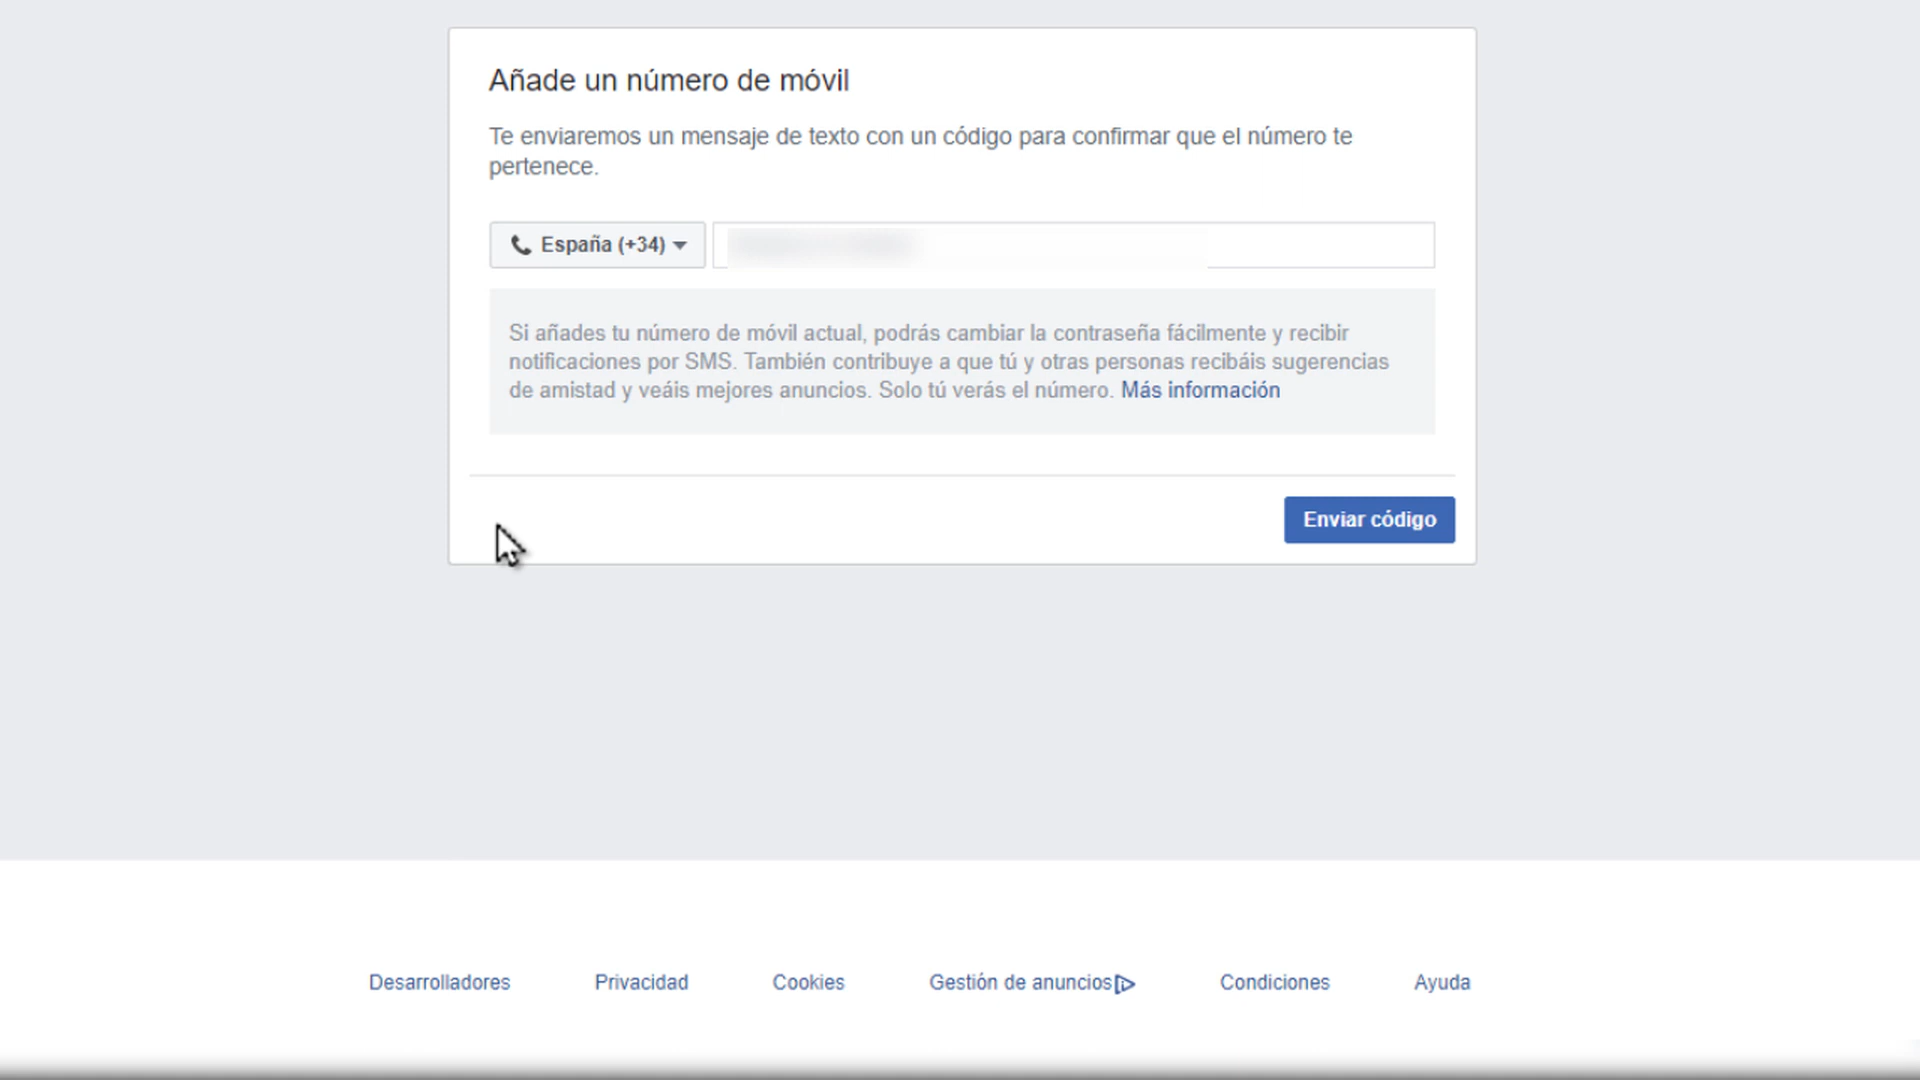 Añade un número de móvil
Te enviaremos un mensaje de texto con un código para confirmar que el número te
pertenece.
España (+34)
Si añades tu número de móvil actual, podrás cambiar la contraseña fácilmente y recibir
notificaciones por SMS. También contribuye a que tú y otras personas recibáis sugerencias
de amistad y veáis mejores anuncios. Solo tú verás el número. Más información
Enviar código
Desarrolladores Privacidad Cookies Gestión de anuncios Condiciones Ayuda